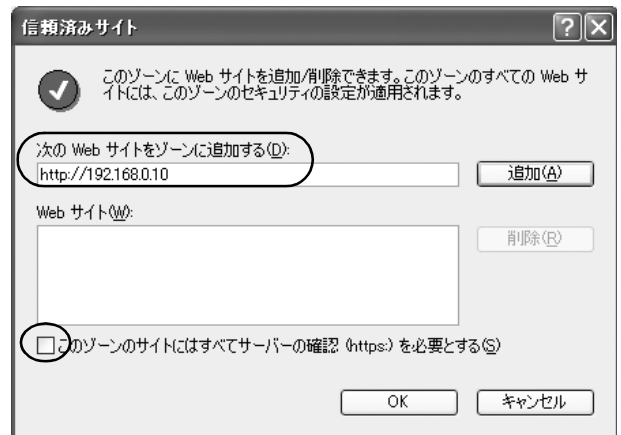 信頼済みサイト
このゾーンに Web サイトを追加/削除できます。このゾーンのすべての Web サ
イトには、このゾーンのセキュリティの設定が適用されます。
次の Web サイトをゾーンに追加する(D):
http://192.168.0.10
追加(A)
Web サイト(W):
削除(R)
このゾーンのサイトにはすべてサーバーの確認 (https:) を必要とする(S)
OK
キャンセル